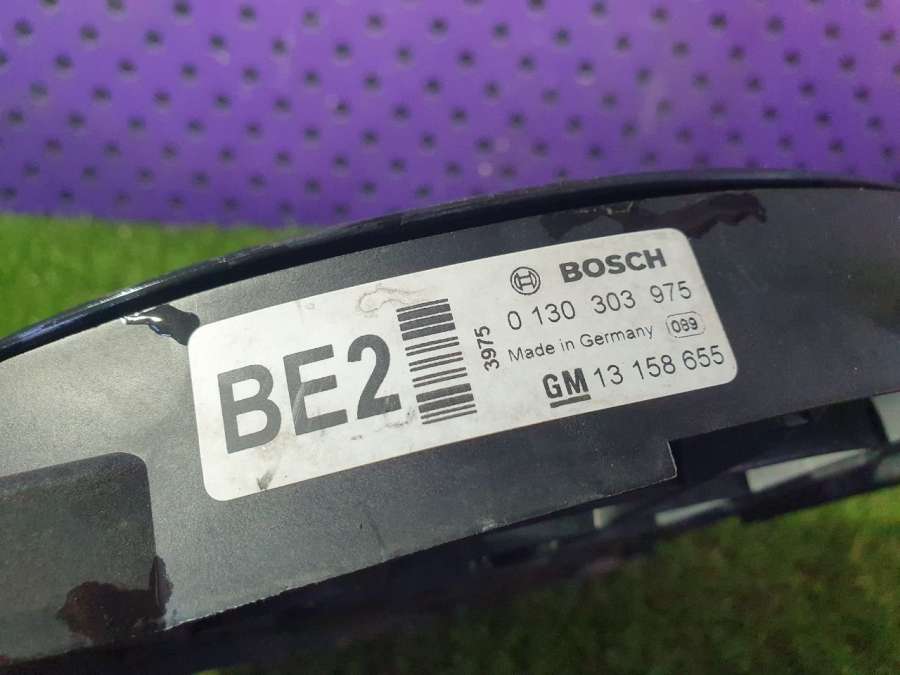 BOSCH
0 130 303 975
Made in Germany 089
GM 13 158 655
3975
BE2